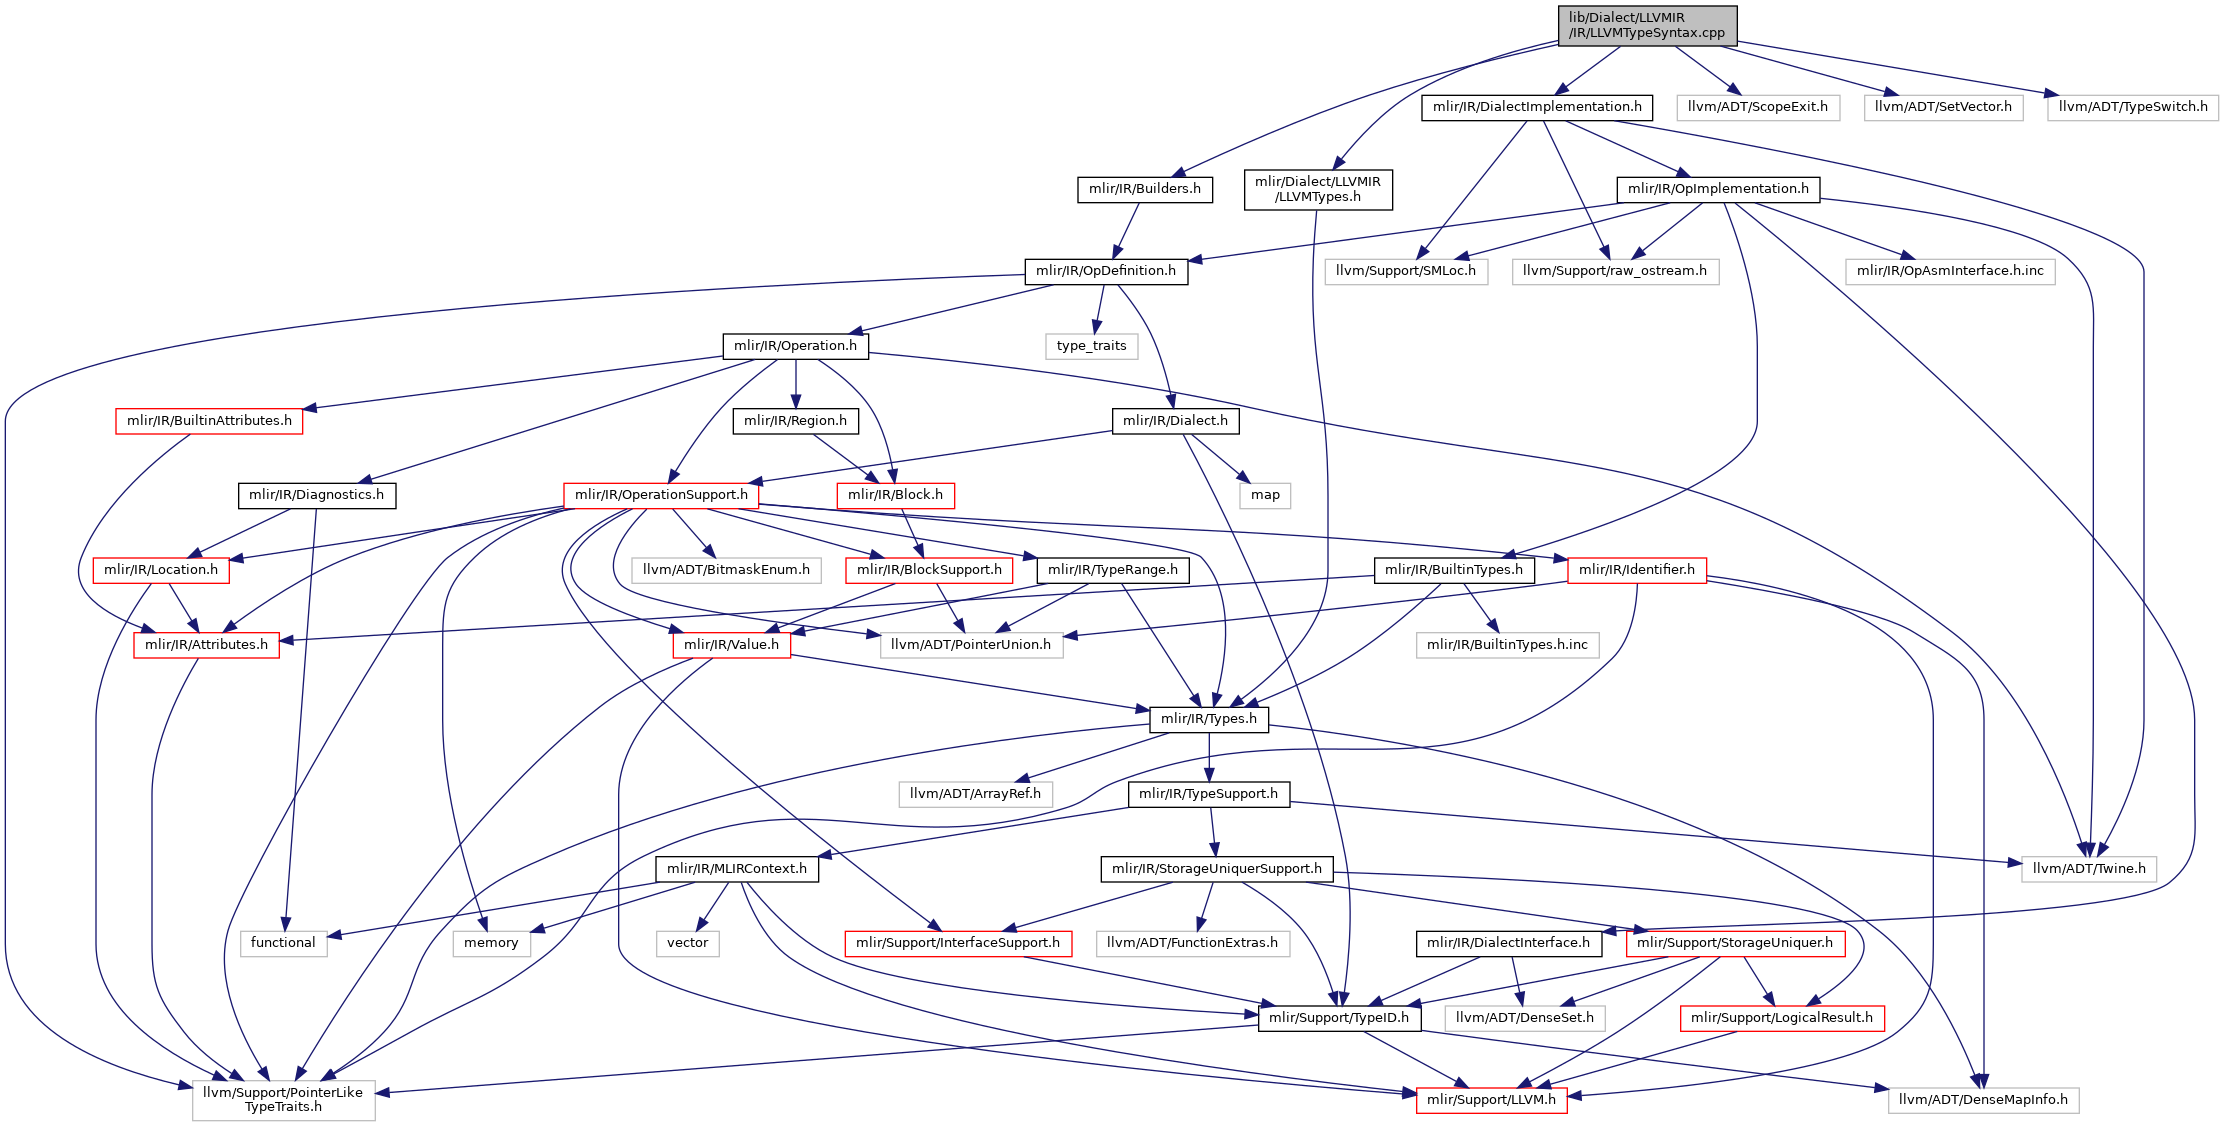 lib/Dialect/LLVMIR
/IR/LLVMTypeSyntax.cpp
mlir/IR/DialectImplementation.h
llvm/ADT/ScopeExit.h
llvm/ADT/SetVector.h
llvm/ADT/TypeSwitch.h
mlir/IR/Builders.h
mlir/Dialect/LLVMIR
/LLVMTypes.h
mlir/IR/OpImplementation.h
mlir/IR/OpDefinition.h
llvm/Support/SMLoc.h
llvm/Support/raw_ostream.h
mlir/IR/OpAsmInterface.h.inc
mlir/IR/Operation.h
type_traits
mlir/IR/BuiltinAttributes.h
mlir/IR/Region.h
mlir/IR/Dialect.h
mlir/IR/Diagnostics.h
mlir/IR/OperationSupport.h
mlir/IR/Block.h
map
mlir/IR/Location.h
llvm/ADT/BitmaskEnum.h
mlir/IR/BlockSupport.h
mlir/IR/TypeRange.h
mlir/IR/BuiltinTypes.h
mlir/IR/Identifier.h
mlir/IR/Attributes.h
mlir/IR/Value.h
llvm/ADT/PointerUnion.h
mlir/IR/BuiltinTypes.h.inc
mlir/IR/Types.h
llvm/ADT/ArrayRef.h
mlir/IR/TypeSupport.h
mlir/IR/MLIRContext.h
mlir/IR/StorageUniquerSupport.h
llvm/ADT/Twine.h
functional
memory
vector
mlir/Support/InterfaceSupport.h
llvm/ADT/FunctionExtras.h
mlir/IR/DialectInterface.h
mlir/Support/StorageUniquer.h
mlir/Support/TypeID.h
llvm/ADT/DenseSet.h
mlir/Support/LogicalResult.h
llvm/Support/PointerLike
TypeTraits.h
mlir/Support/LLVM.h
llvm/ADT/DenseMapInfo.h